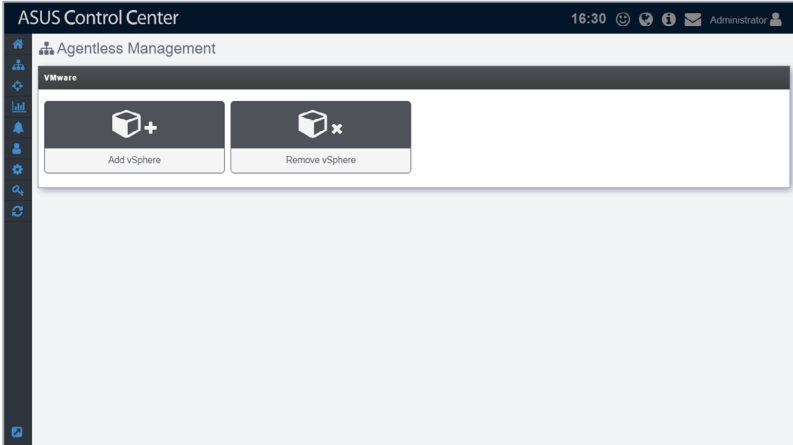 ASUS Control Center
16:30
Administrator
Agentless Management
VMware
Add vSphere
Remove vSphere